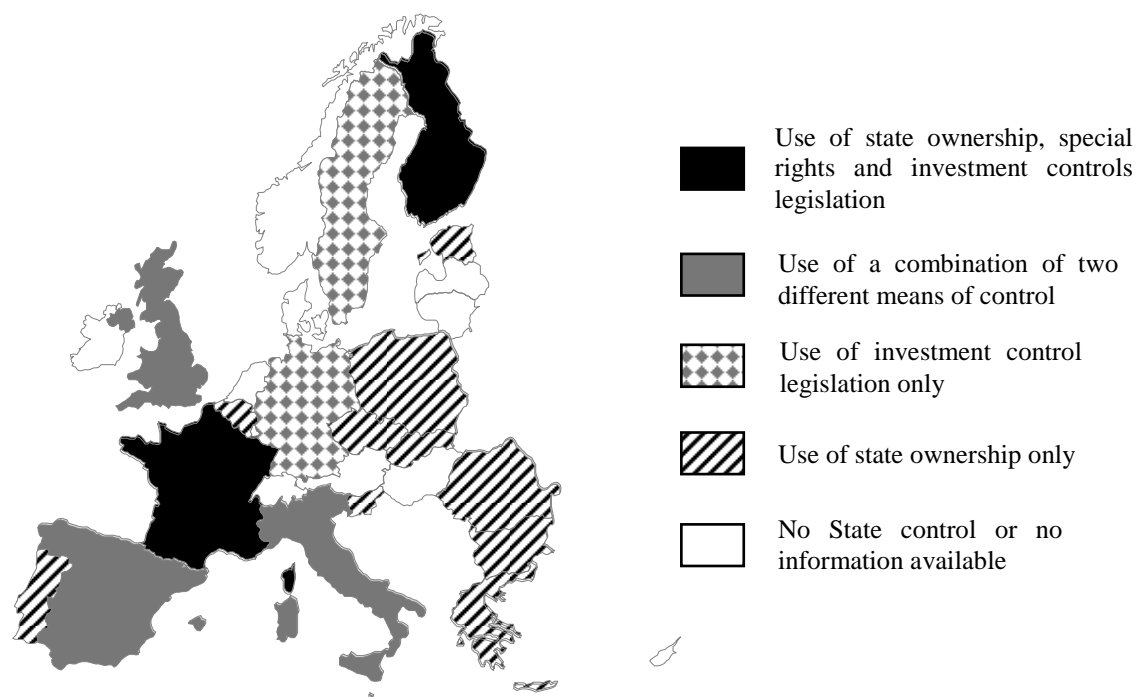 Use of state ownership, special
rights and investment controls
legislation
Use of a combination of two
different means of control
Use of investment control
legislation only
Use of state ownership only
No State control or no
information available